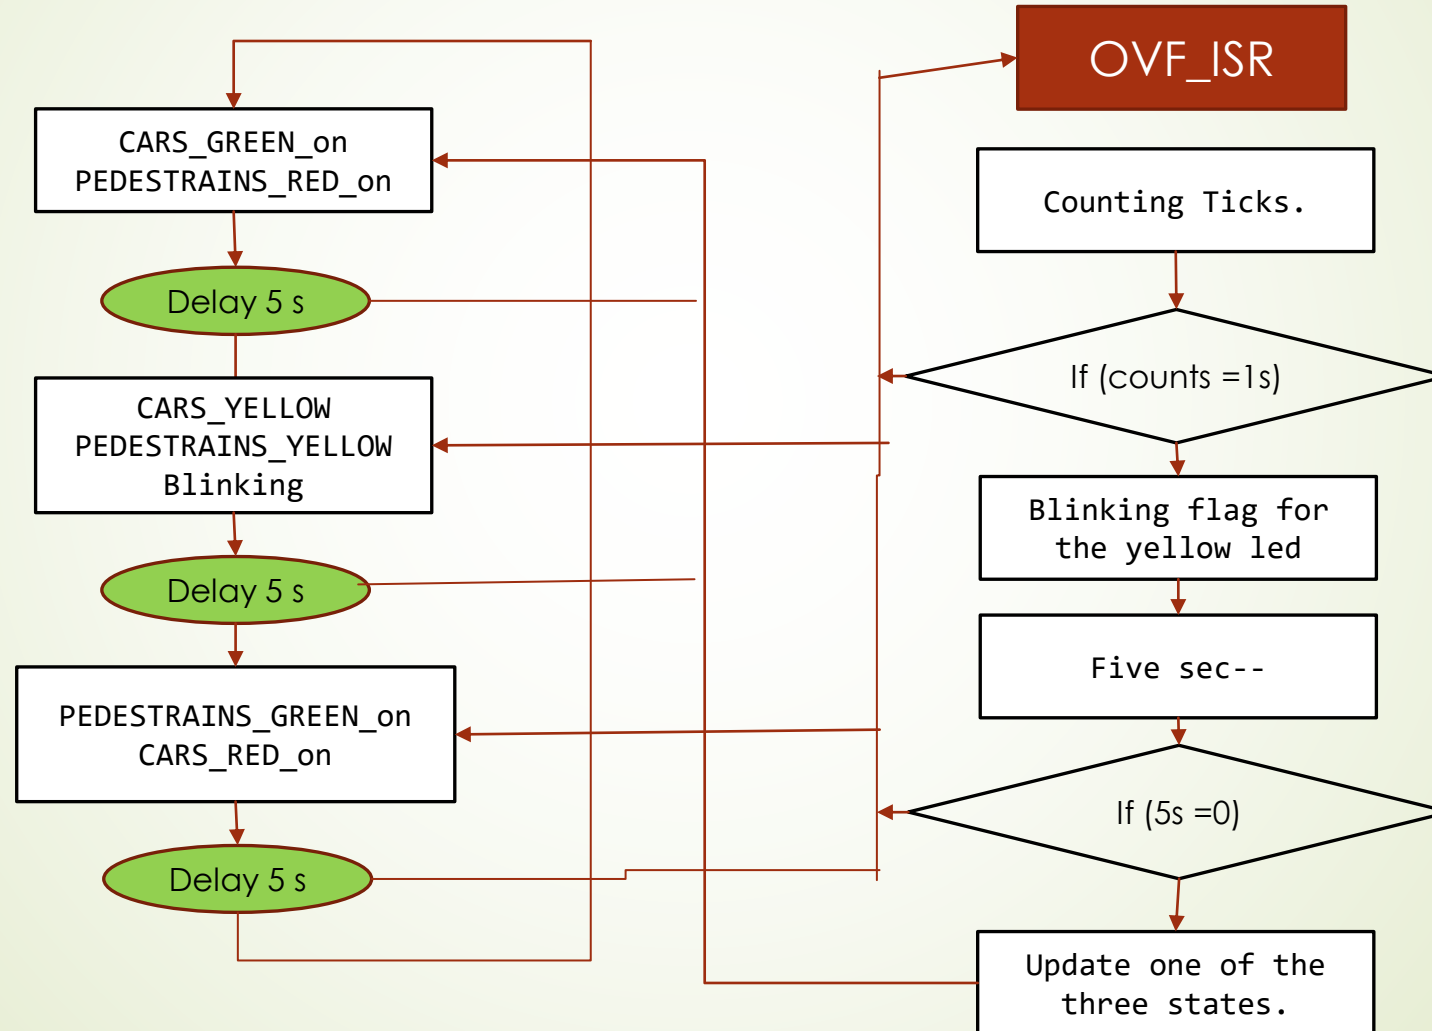 CARS_GREEN_on
PEDESTRAINS_RED_on
Delay 5 s
CARS_YELLOW
PEDESTRAINS_YELLOW
Blinking
Delay 5 s
PEDESTRAINS_GREEN_on
CARS_RED_on
Delay 5 s
OVF_ISR
Counting Ticks.
If (counts =1s)
Blinking flag for
the yellow led
Five sec--
If (5s =0)
Update one of the
three states.